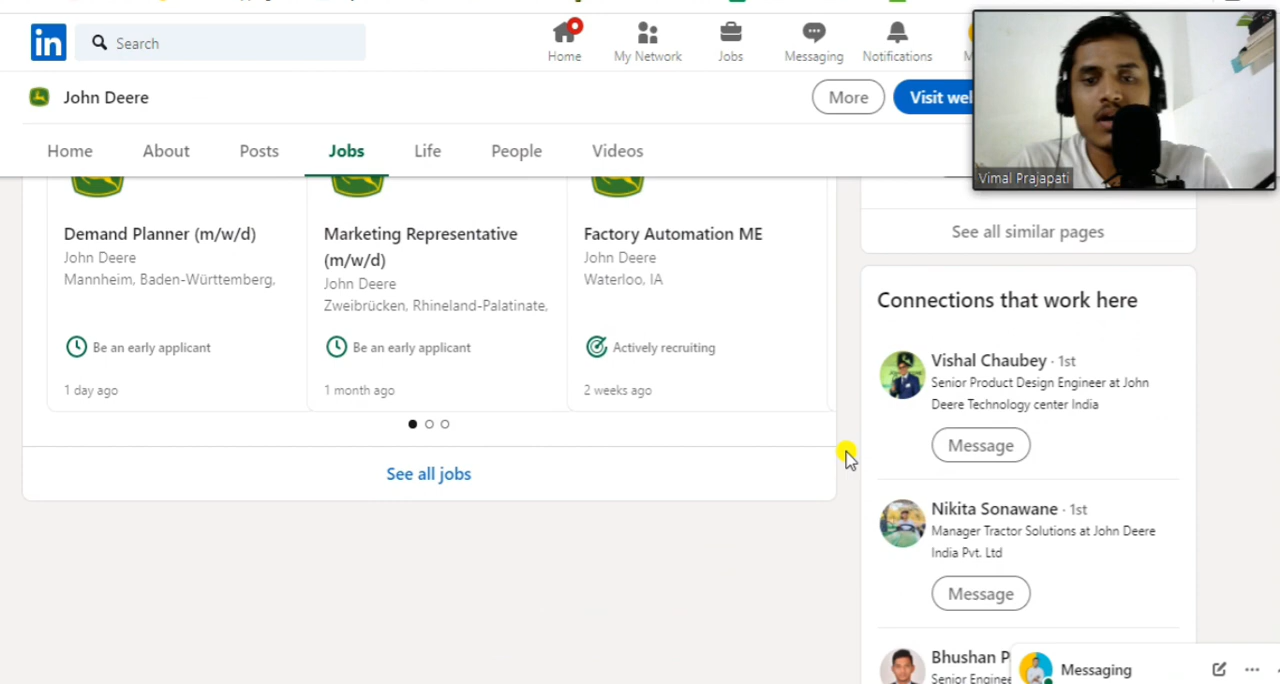 in
Search
Home
My Network
Jobs
Messaging
Notifications
John Deere
More
Visit
Vimal Prajapati
Home
About
Posts
Jobs
Life
People
Videos
Demand Planner (m/w/d)
John Deere
Mannheim, Baden-Württemberg,
Be an early applicant
1 day ago
Marketing Representative
(m/w/d)
John Deere
Zweibrücken, Rhineland-Palatinate,
Be an early applicant
1 month ago
Factory Automation ME
John Deere
Waterloo, IA
Actively recruiting
2 weeks ago
See all jobs
See all similar pages
Connections that work here
Vishal Chaubey · 1st
Senior Product Design Engineer at John
Deere Technology center India
Message
Nikita Sonawane · 1st
Manager Tractor Solutions at John Deere
India Pvt. Ltd
Message
Bhushan
Senior
Messaging